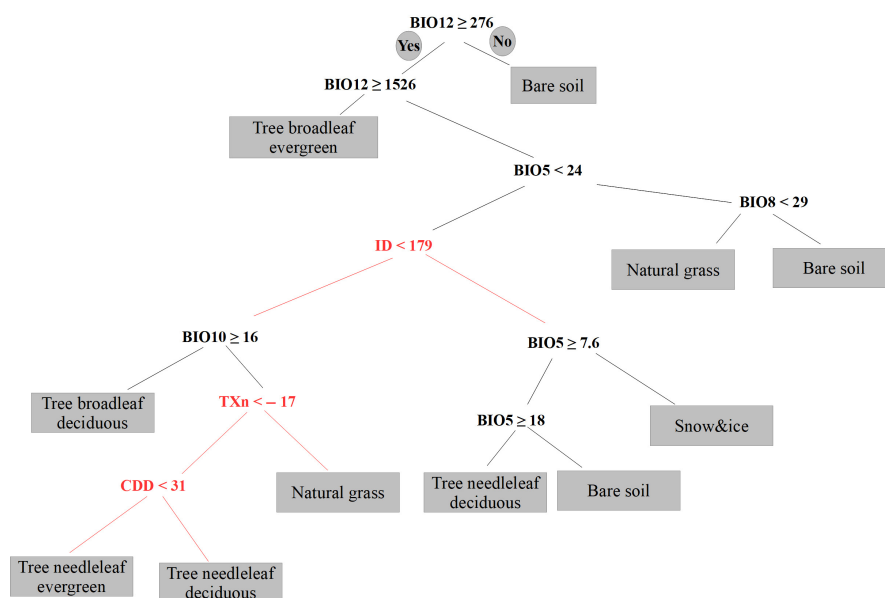 BIO12 ≥ 276
Yes
No
BIO12 ≥ 1526
Bare soil
Tree broadleaf
evergreen
BIO5 < 24
BIO8 < 29
ID < 179
Natural grass
Bare soil
BIO10 ≥ 16
BIO5 ≥ 7.6
Tree broadleaf
deciduous
TXn < – 17
BIO5 ≥ 18
Snow&ice
CDD < 31
Natural grass
Tree needleleaf
deciduous
Bare soil
Tree needleleaf
evergreen
Tree needleleaf
deciduous